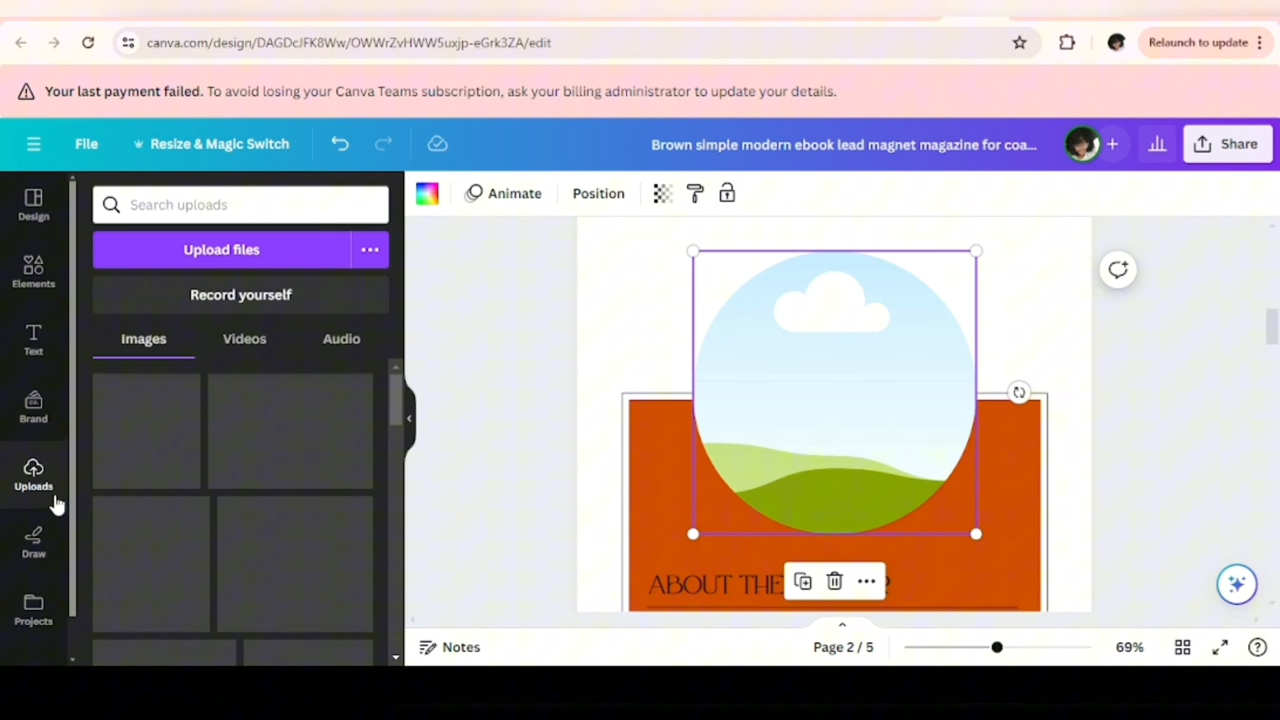 canva.com/design/DAGDcJFK8Ww/OWWrZvHWW5uxjp-eGrk3ZA/edit
Relaunch to update
Your last payment failed. To avoid losing your Canva Teams subscription, ask your billing administrator to update your details.
File
Resize & Magic Switch
Brown simple modern ebook lead magnet magazine for coa...
Share
Design
Elements
Text
Brand
Uploads
Draw
Projects
Search uploads
Upload files
Record yourself
Images
Videos
Audio
Animate
Position
ABOUT THE
Notes
Page 2 / 5
69%